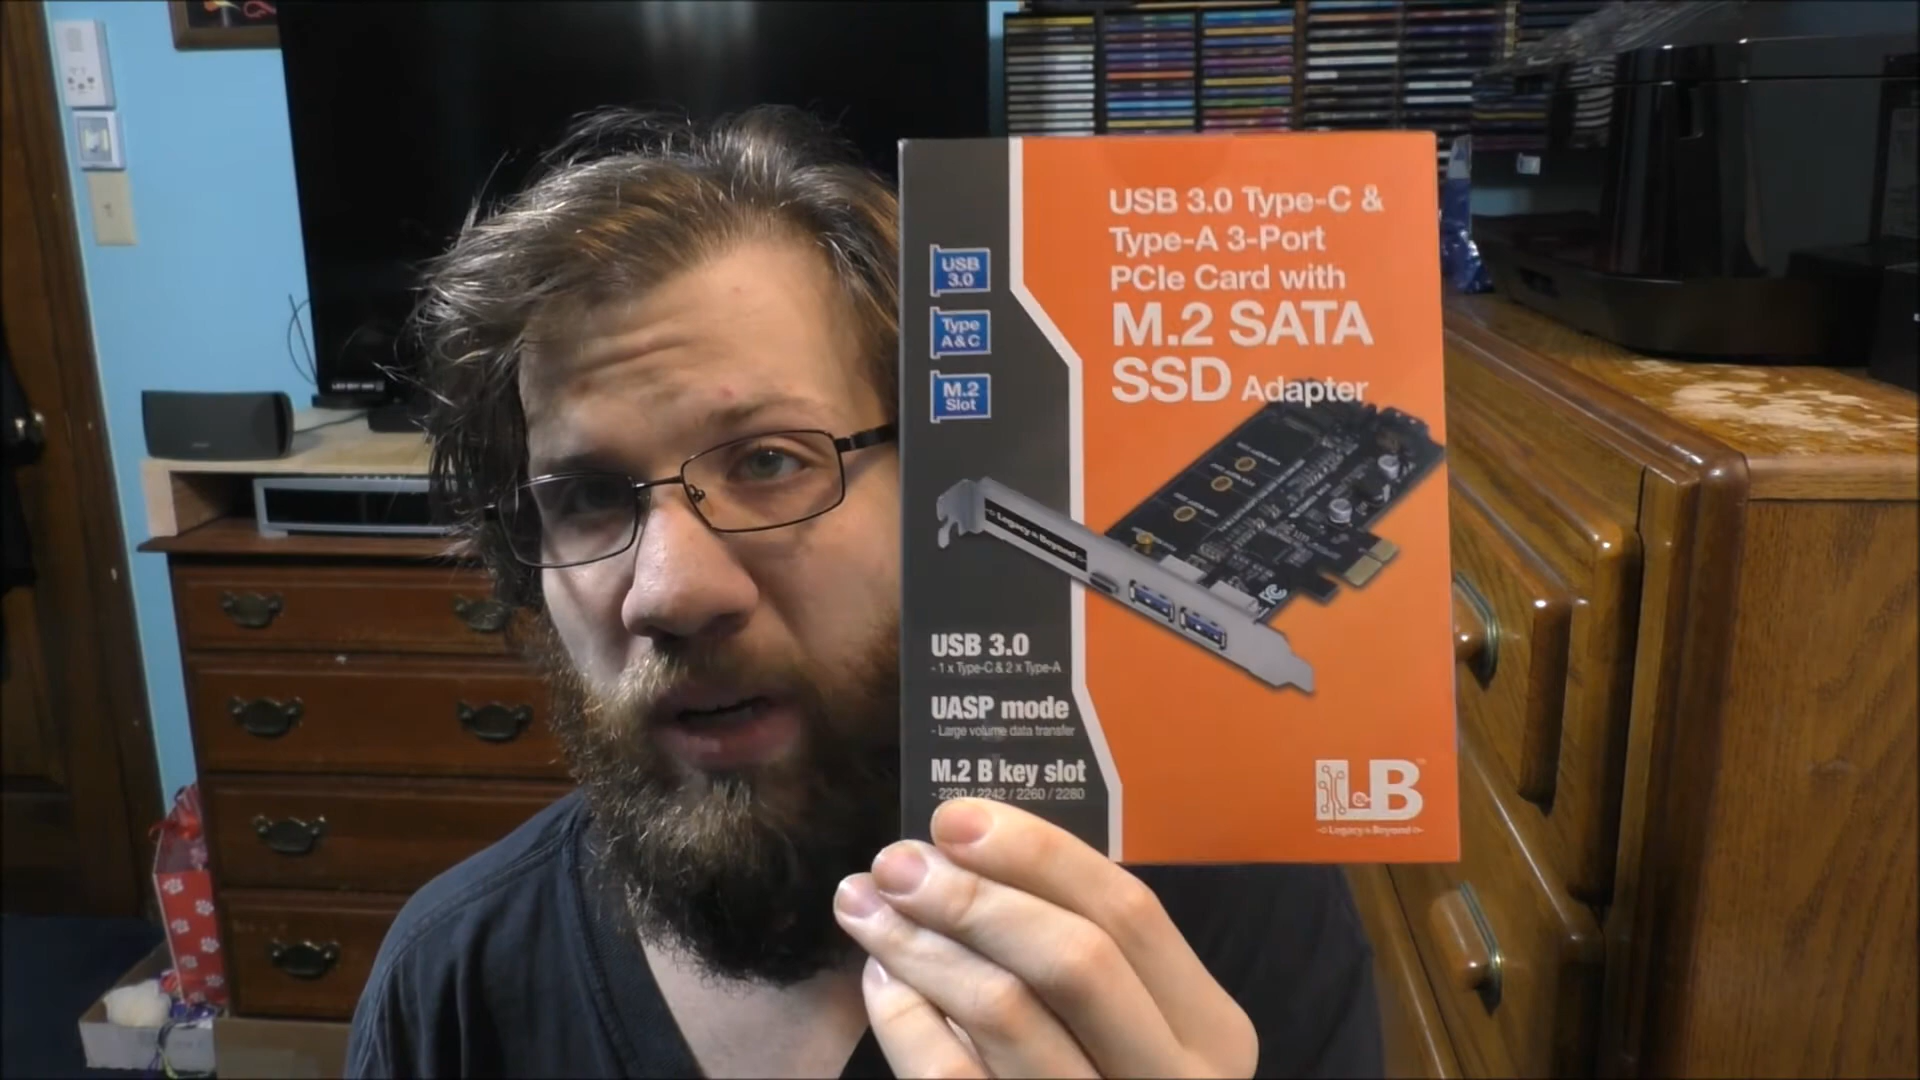 USB 3.0 Type-C &
Type-A 3-Port
PCIe Card with
M.2 SATA
SSD Adapter
USB
3.0
Type
A&C
M.2
Slot
Legacy & Beyond
USB 3.0
- 1 x Type-C & 2 x Type-A
UASP mode
- Large volume data transfer
M.2 B key slot
- 2230 / 2242 / 2260 / 2280
L&B
Legacy & Beyond